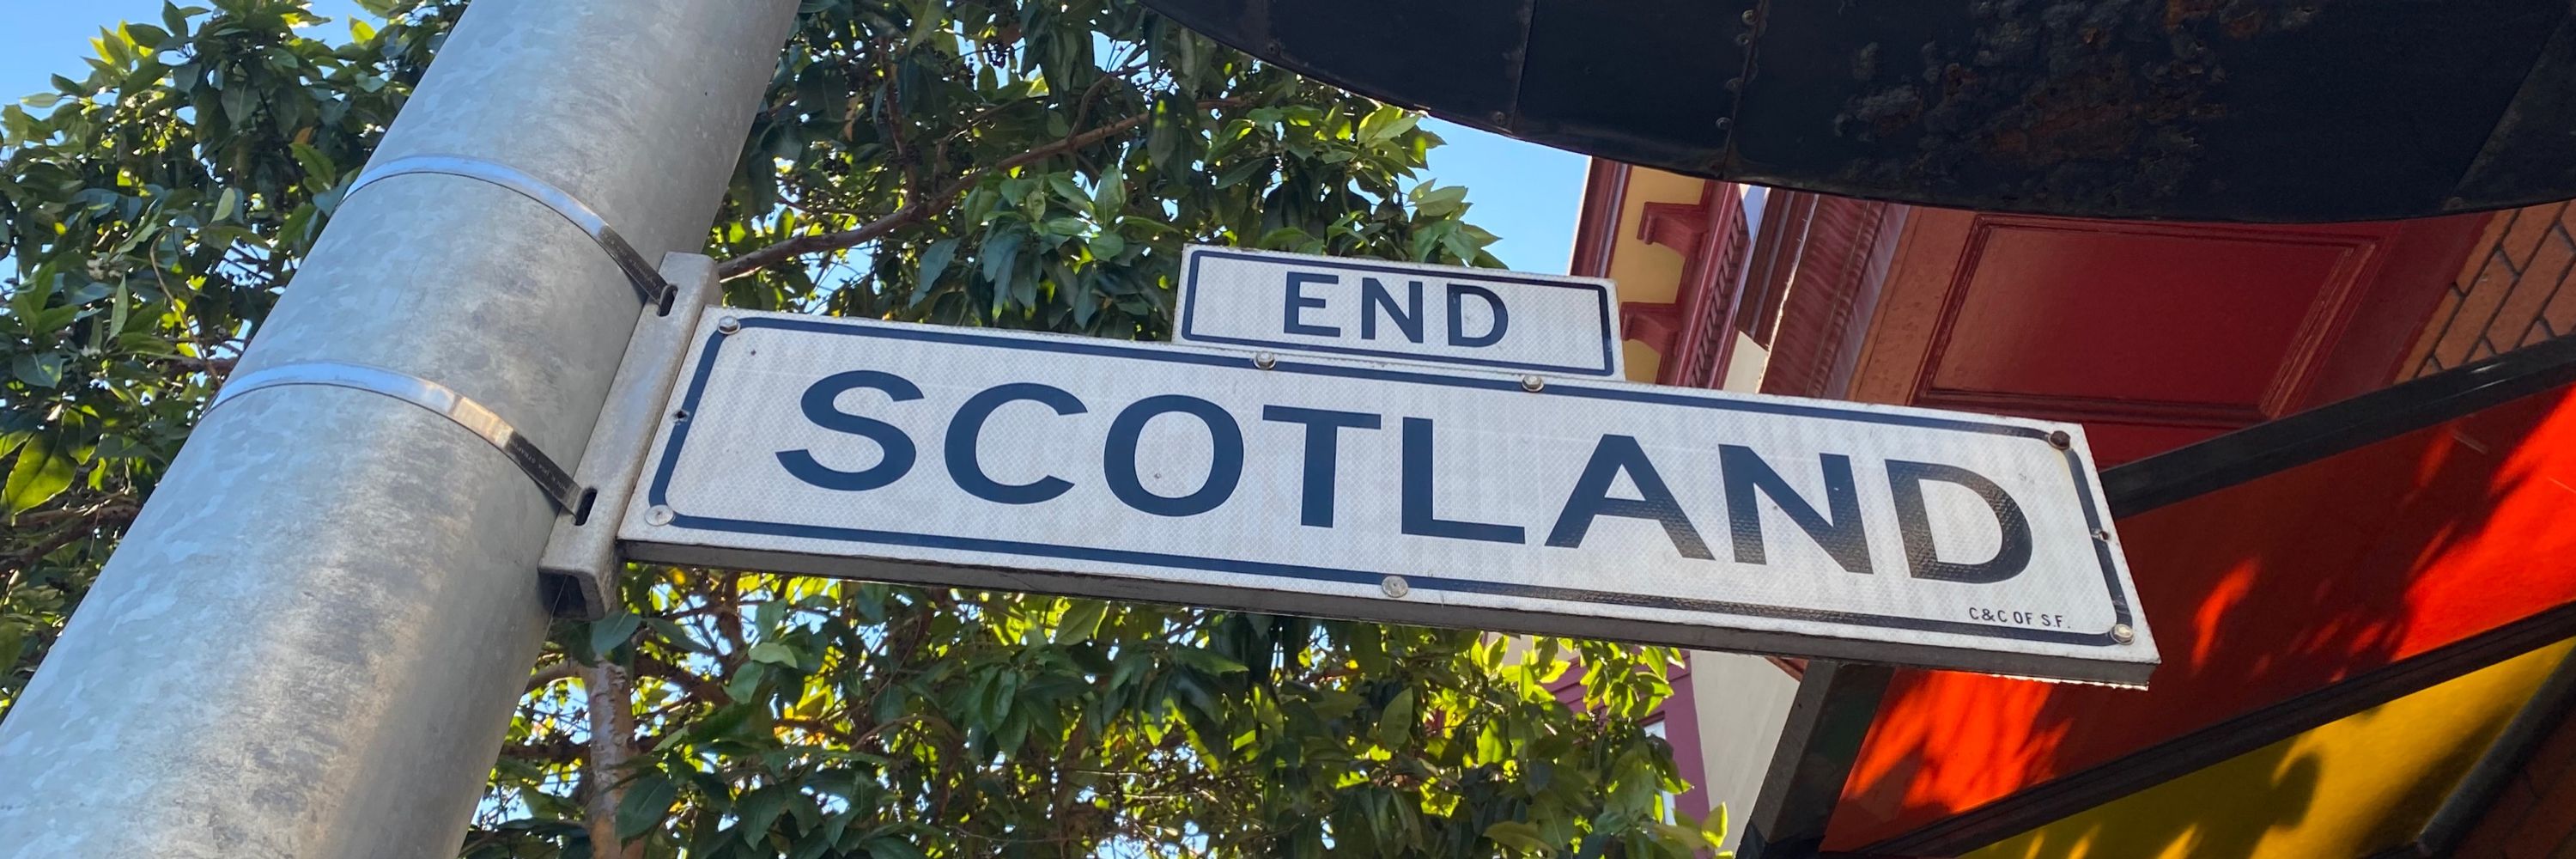 END
SCOTLAND
C&C OF S.F.